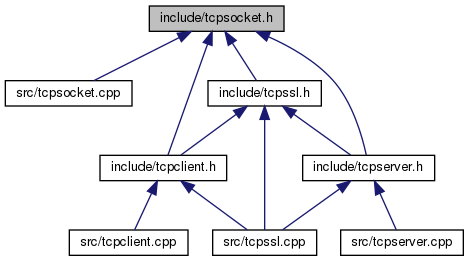 include/tcpsocket.h
src/tcpsocket.cpp
include/tcpssl.h
include/tcpclient.h
include/tcpserver.h
src/tcpclient.cpp
src/tcpssl.cpp
src/tcpserver.cpp